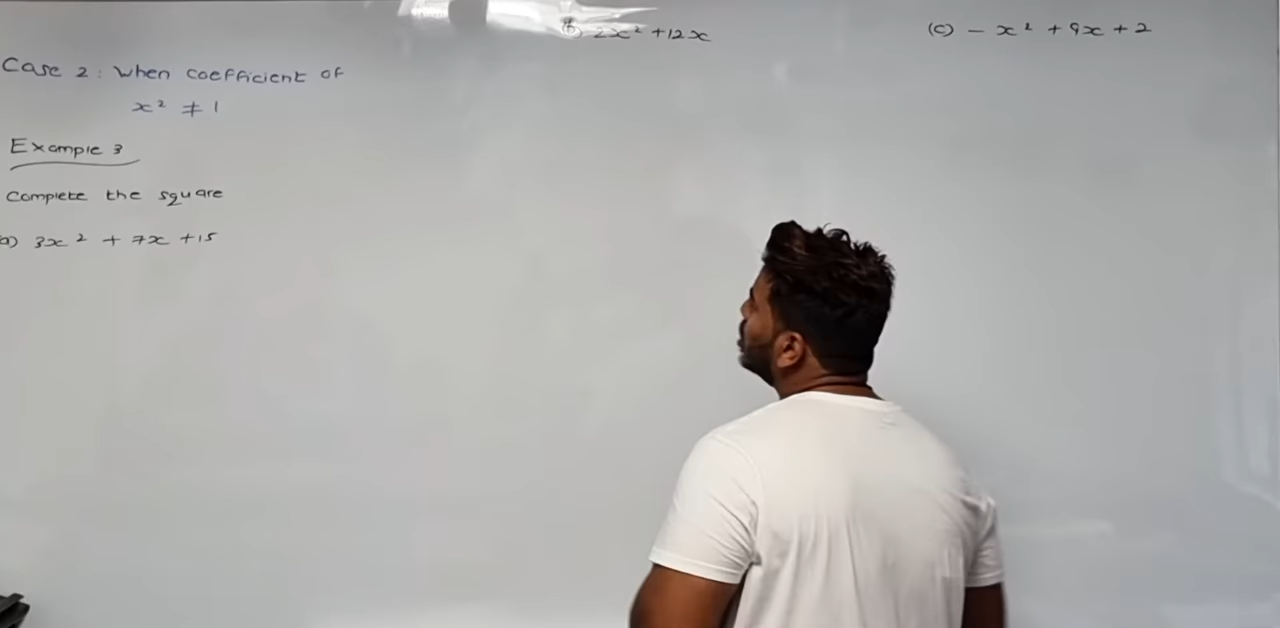 Case 2: when coefficient of
x² ≠ 1
Example 3
Complete the square
a) 3x² + 7x + 15
b) 2x² + 12x
(c) - x² + 9x + 2